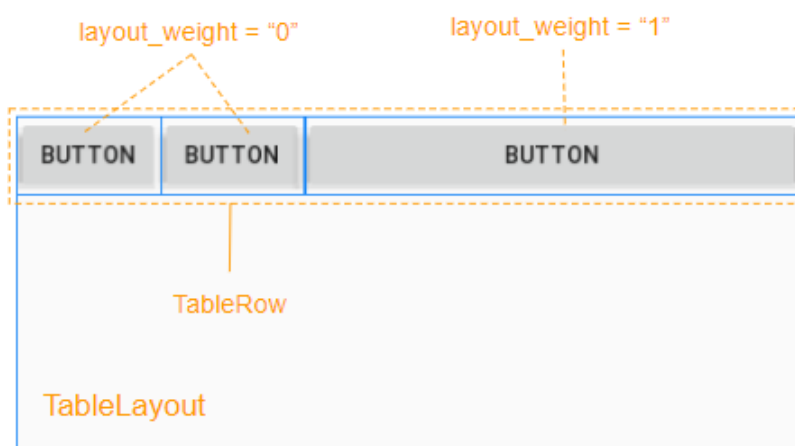 layout_weight = “0”
layout_weight = “1”
BUTTON BUTTON BUTTON
TableRow
TableLayout